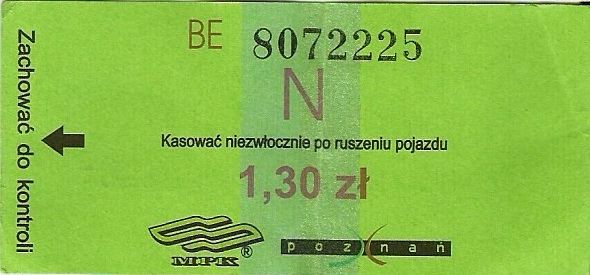 Zachować do kontroli
BE 8072225
N
Kasować niezwłocznie po ruszeniu pojazdu
1,30 zł
MPK ®
poznań